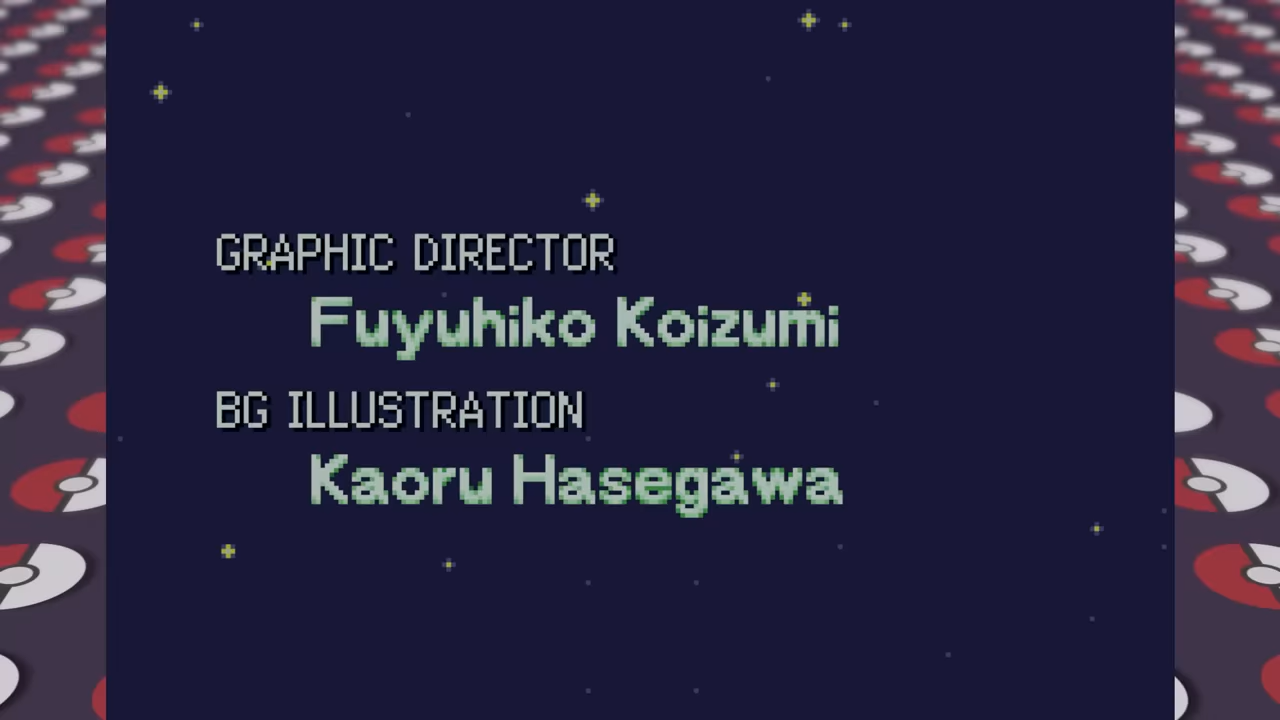 GRAPHIC DIRECTOR
Fuyuhiko Koizumi
BG ILLUSTRATION
Kaoru Hasegawa